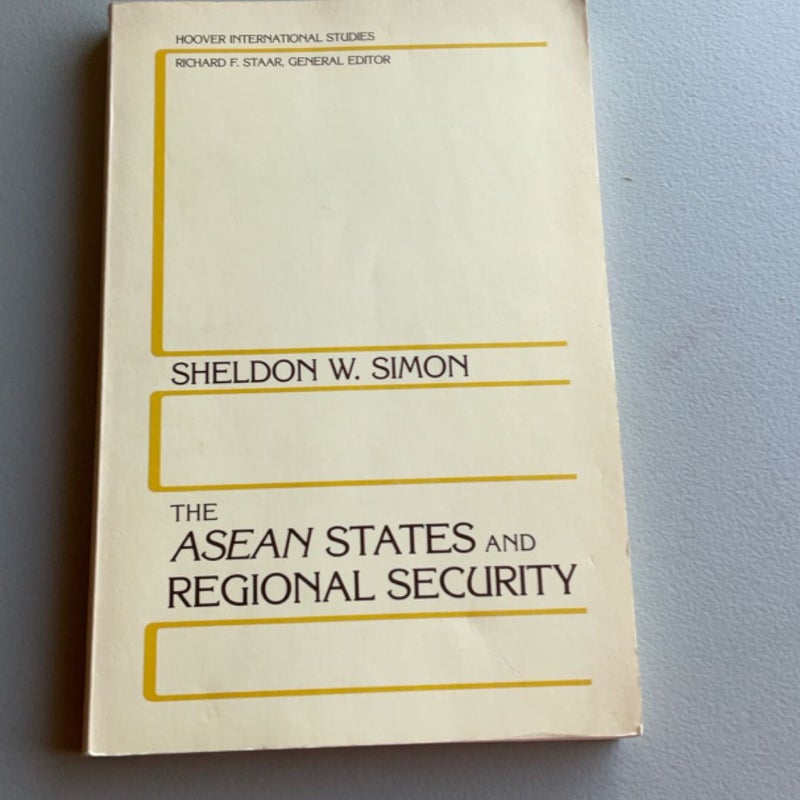 HOOVER INTERNATIONAL STUDIES
RICHARD F. STAAR, GENERAL EDITOR
SHELDON W. SIMON
THE
ASEAN STATES AND
REGIONAL SECURITY